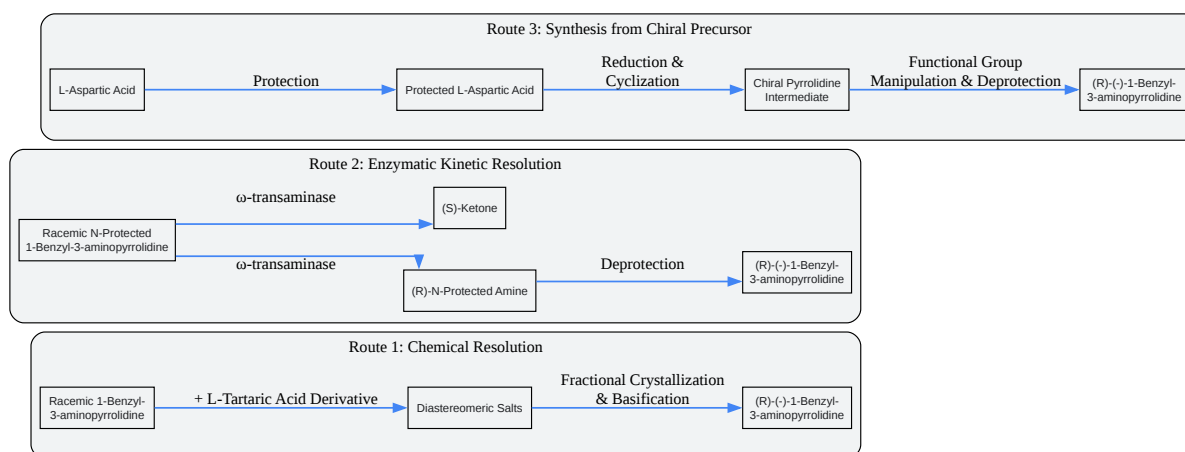 Route 3: Synthesis from Chiral Precursor
L-Aspartic Acid
Protection
Protected L-Aspartic Acid
Reduction &
Cyclization
Chiral Pyrrolidine
Intermediate
Functional Group
Manipulation & Deprotection
(R)-(-)-1-Benzyl-
3-aminopyrrolidine
Route 2: Enzymatic Kinetic Resolution
Racemic N-Protected
1-Benzyl-3-aminopyrrolidine
ω-transaminase
(S)-Ketone
ω-transaminase
(R)-N-Protected Amine
Deprotection
(R)-(-)-1-Benzyl-
3-aminopyrrolidine
Route 1: Chemical Resolution
Racemic 1-Benzyl-
3-aminopyrrolidine
+ L-Tartaric Acid Derivative
Diastereomeric Salts
Fractional Crystallization
& Basification
(R)-(-)-1-Benzyl-
3-aminopyrrolidine